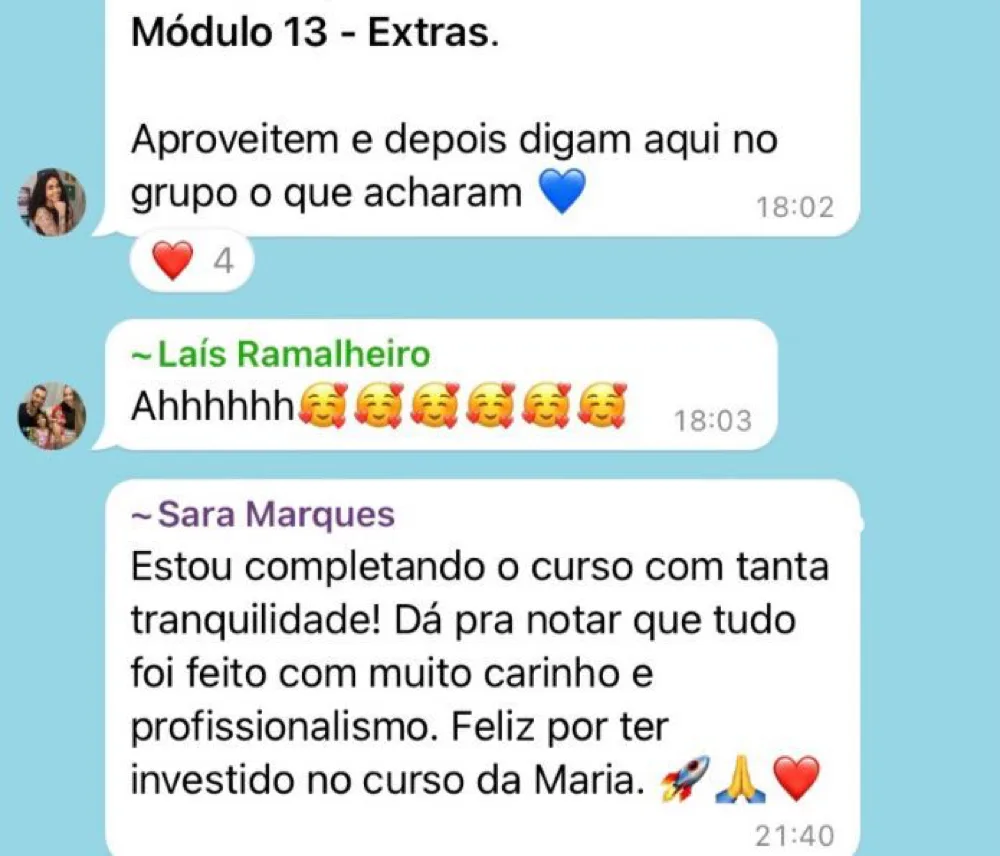 Módulo 13 - Extras.
Aproveitem e depois digam aqui no
grupo o que acharam 💙
18:02
❤️ 4
~Laís Ramalheiro
Ahhhhhh🥰🥰🥰🥰🥰🥰
18:03
~Sara Marques
Estou completando o curso com tanta
tranquilidade! Dá pra notar que tudo
foi feito com muito carinho e
profissionalismo. Feliz por ter
investido no curso da Maria. 🚀🙏❤️
21:40